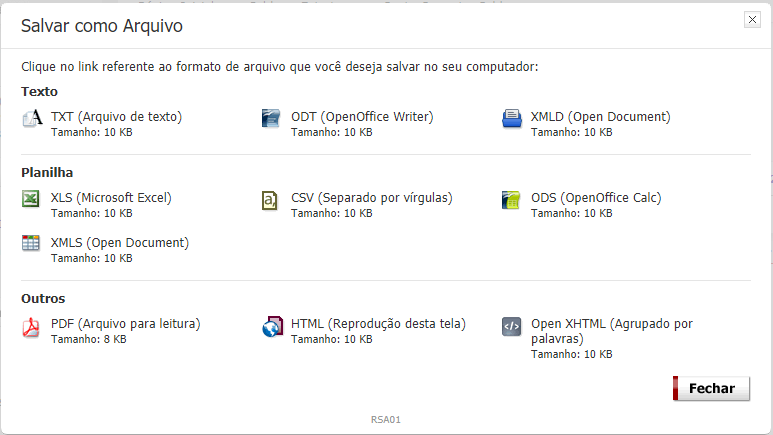 Salvar como Arquivo
Clique no link referente ao formato de arquivo que você deseja salvar no seu computador:
Texto
TXT (Arquivo de texto)
Tamanho: 10 KB
ODT (OpenOffice Writer)
Tamanho: 10 KB
XMLD (Open Document)
Tamanho: 10 KB
Planilha
XLS (Microsoft Excel)
Tamanho: 10 KB
CSV (Separado por vírgulas)
Tamanho: 10 KB
ODS (OpenOffice Calc)
Tamanho: 10 KB
XMLS (Open Document)
Tamanho: 10 KB
Outros
PDF (Arquivo para leitura)
Tamanho: 8 KB
HTML (Reprodução desta tela)
Tamanho: 10 KB
Open XHTML (Agrupado por
palavras)
Tamanho: 10 KB
Fechar
RSA01